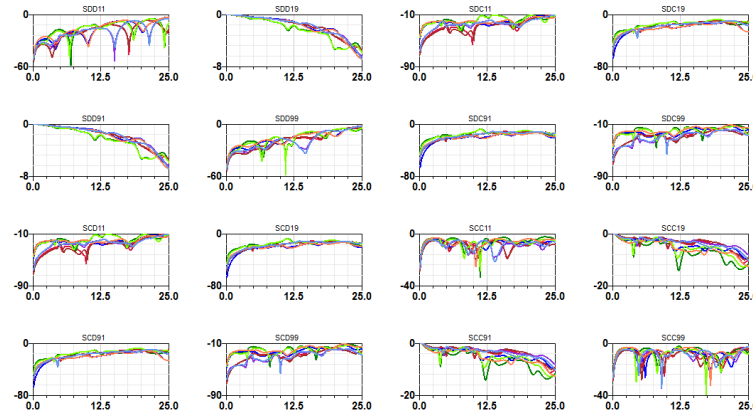 SDD11 SDD19 SDC11 SDC19
0 0 -10 0
-60 -8 -90 -80
0.0 12.5 25.0 0.0 12.5 25.0 0.0 12.5 25.0 0.0 12.5 25.0
SDD91 SDD99 SDC91 SDC99
0 0 0 -10
-8 -60 -8 -90
0.0 12.5 25.0 0.0 12.5 25.0 0.0 12.5 25.0 0.0 12.5 25.0
SCD11 SCD19 SCC11 SCC19
-10 0 0 0
-90 -80 -40 -20
0.0 12.5 25.0 0.0 12.5 25.0 0.0 12.5 25.0 0.0 12.5 25.0
SCD91 SCD99 SCC91 SCC99
0 -10 0 0
-80 -90 -20 -40
0.0 12.5 25.0 0.0 12.5 25.0 0.0 12.5 25.0 0.0 12.5 25.0